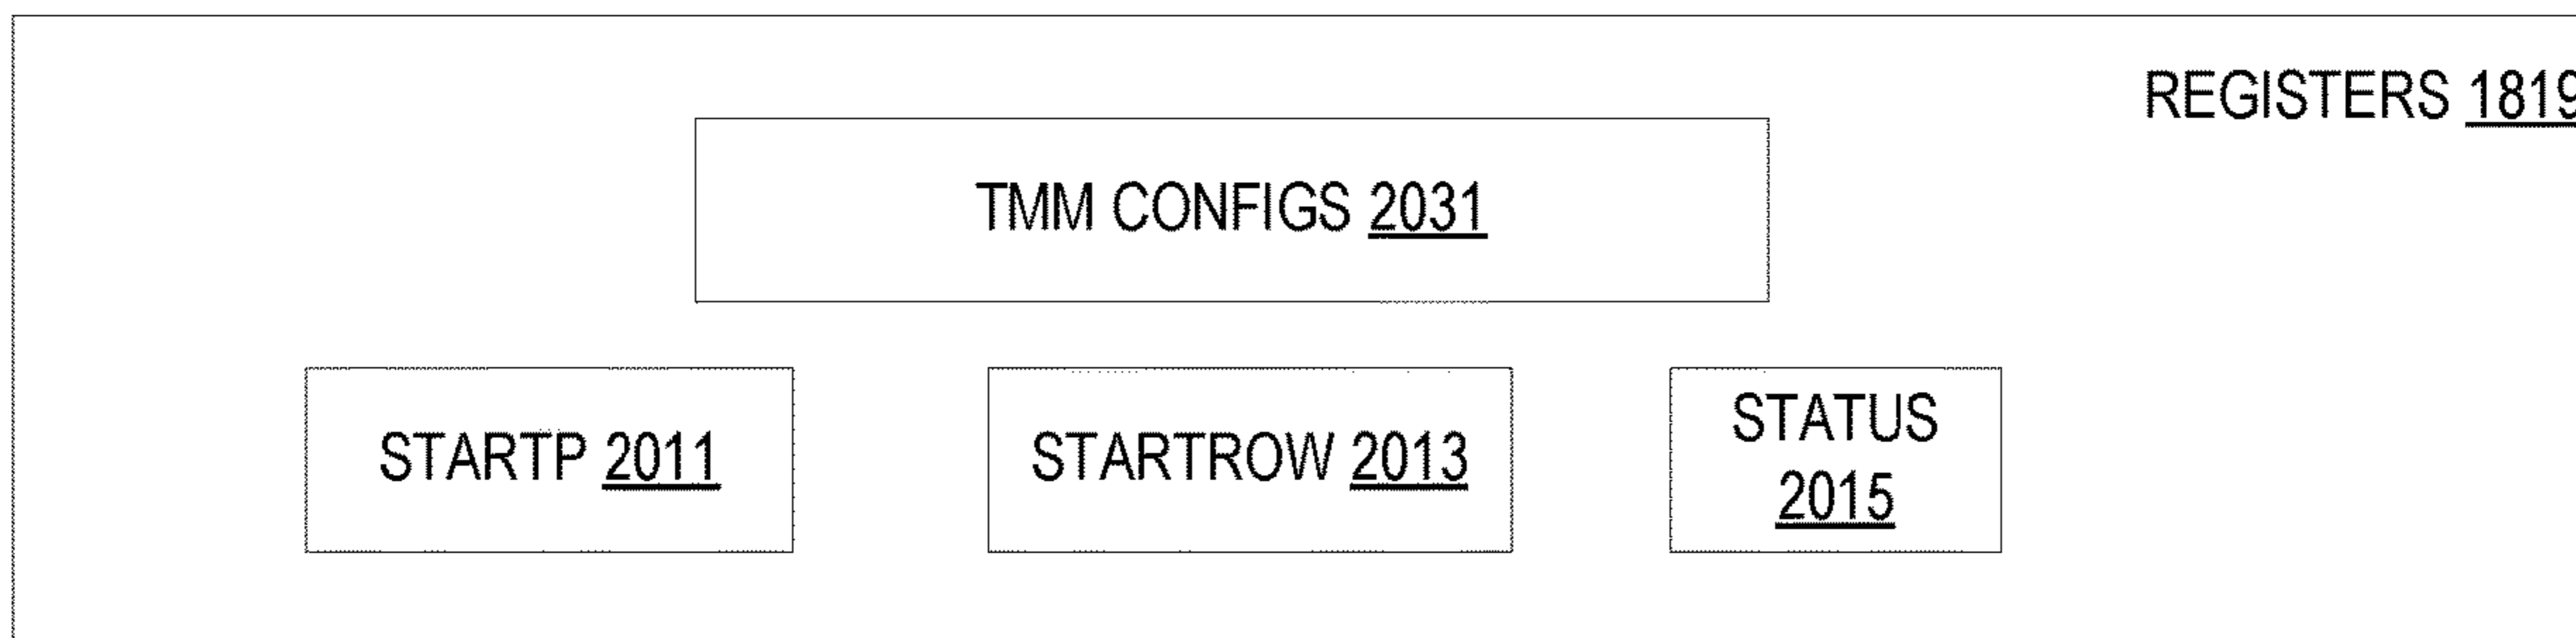 REGISTERS 1819
TMM CONFIGS 2031
STARTP 2011
STARTROW 2013
STATUS
2015